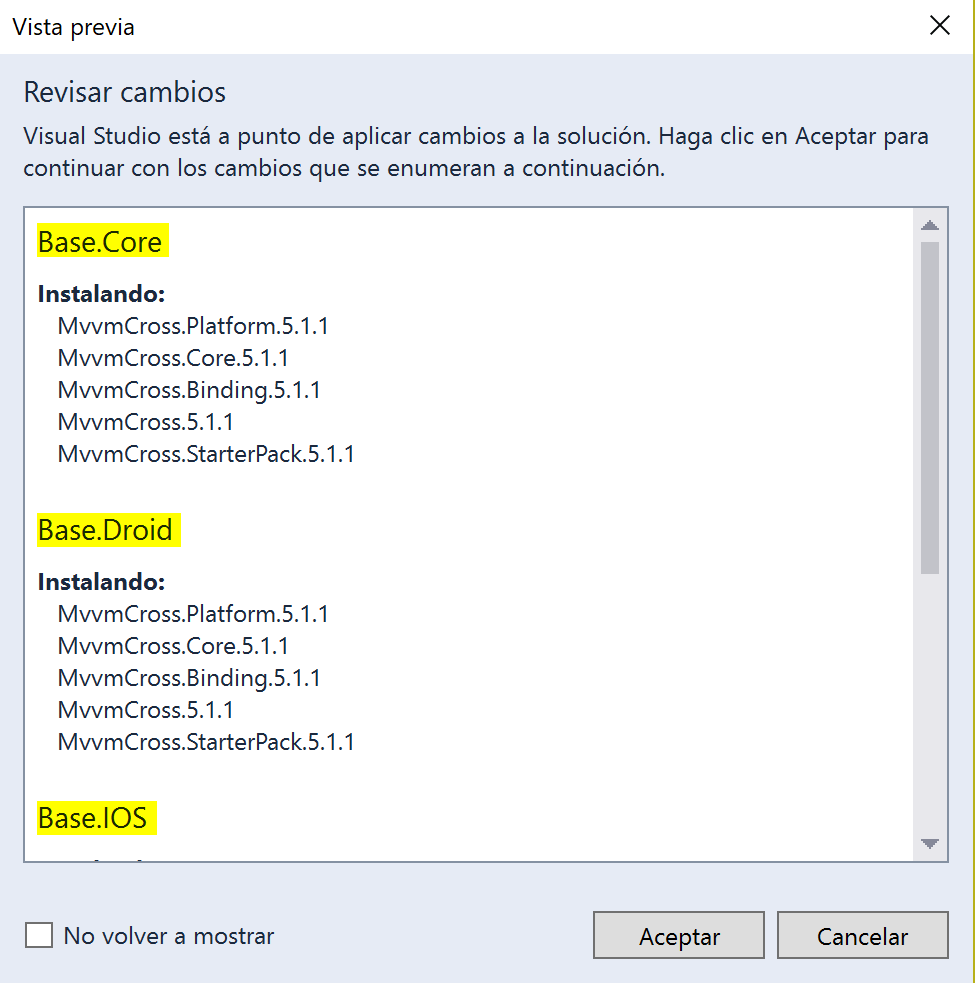 Vista previa
Revisar cambios
Visual Studio está a punto de aplicar cambios a la solución. Haga clic en Aceptar para
continuar con los cambios que se enumeran a continuación.
Base.Core
Instalando:
MvvmCross.Platform.5.1.1
MvvmCross.Core.5.1.1
MvvmCross.Binding.5.1.1
MvvmCross.5.1.1
MvvmCross.StarterPack.5.1.1
Base.Droid
Instalando:
MvvmCross.Platform.5.1.1
MvvmCross.Core.5.1.1
MvvmCross.Binding.5.1.1
MvvmCross.5.1.1
MvvmCross.StarterPack.5.1.1
Base.IOS
No volver a mostrar
Aceptar
Cancelar